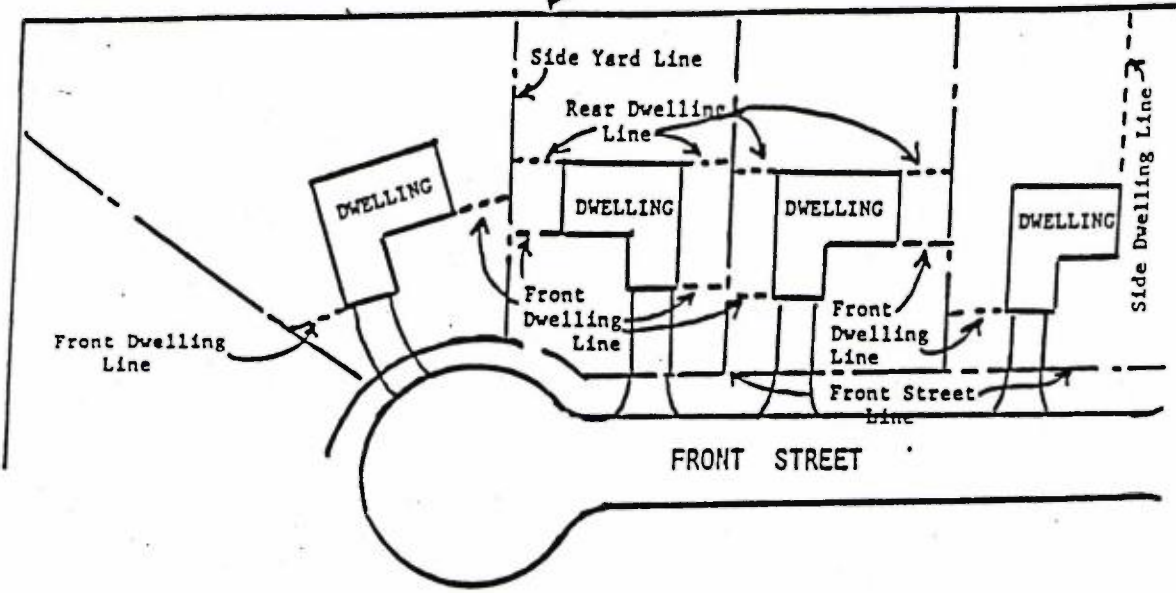 Side Yard Line
Rear Dwelling
Line
Side Dwelling Line
DWELLING
DWELLING
DWELLING
DWELLING
Front
Dwelling
Line
Front
Dwelling
Line
Front Dwelling
Line
Front Street
Line
FRONT STREET